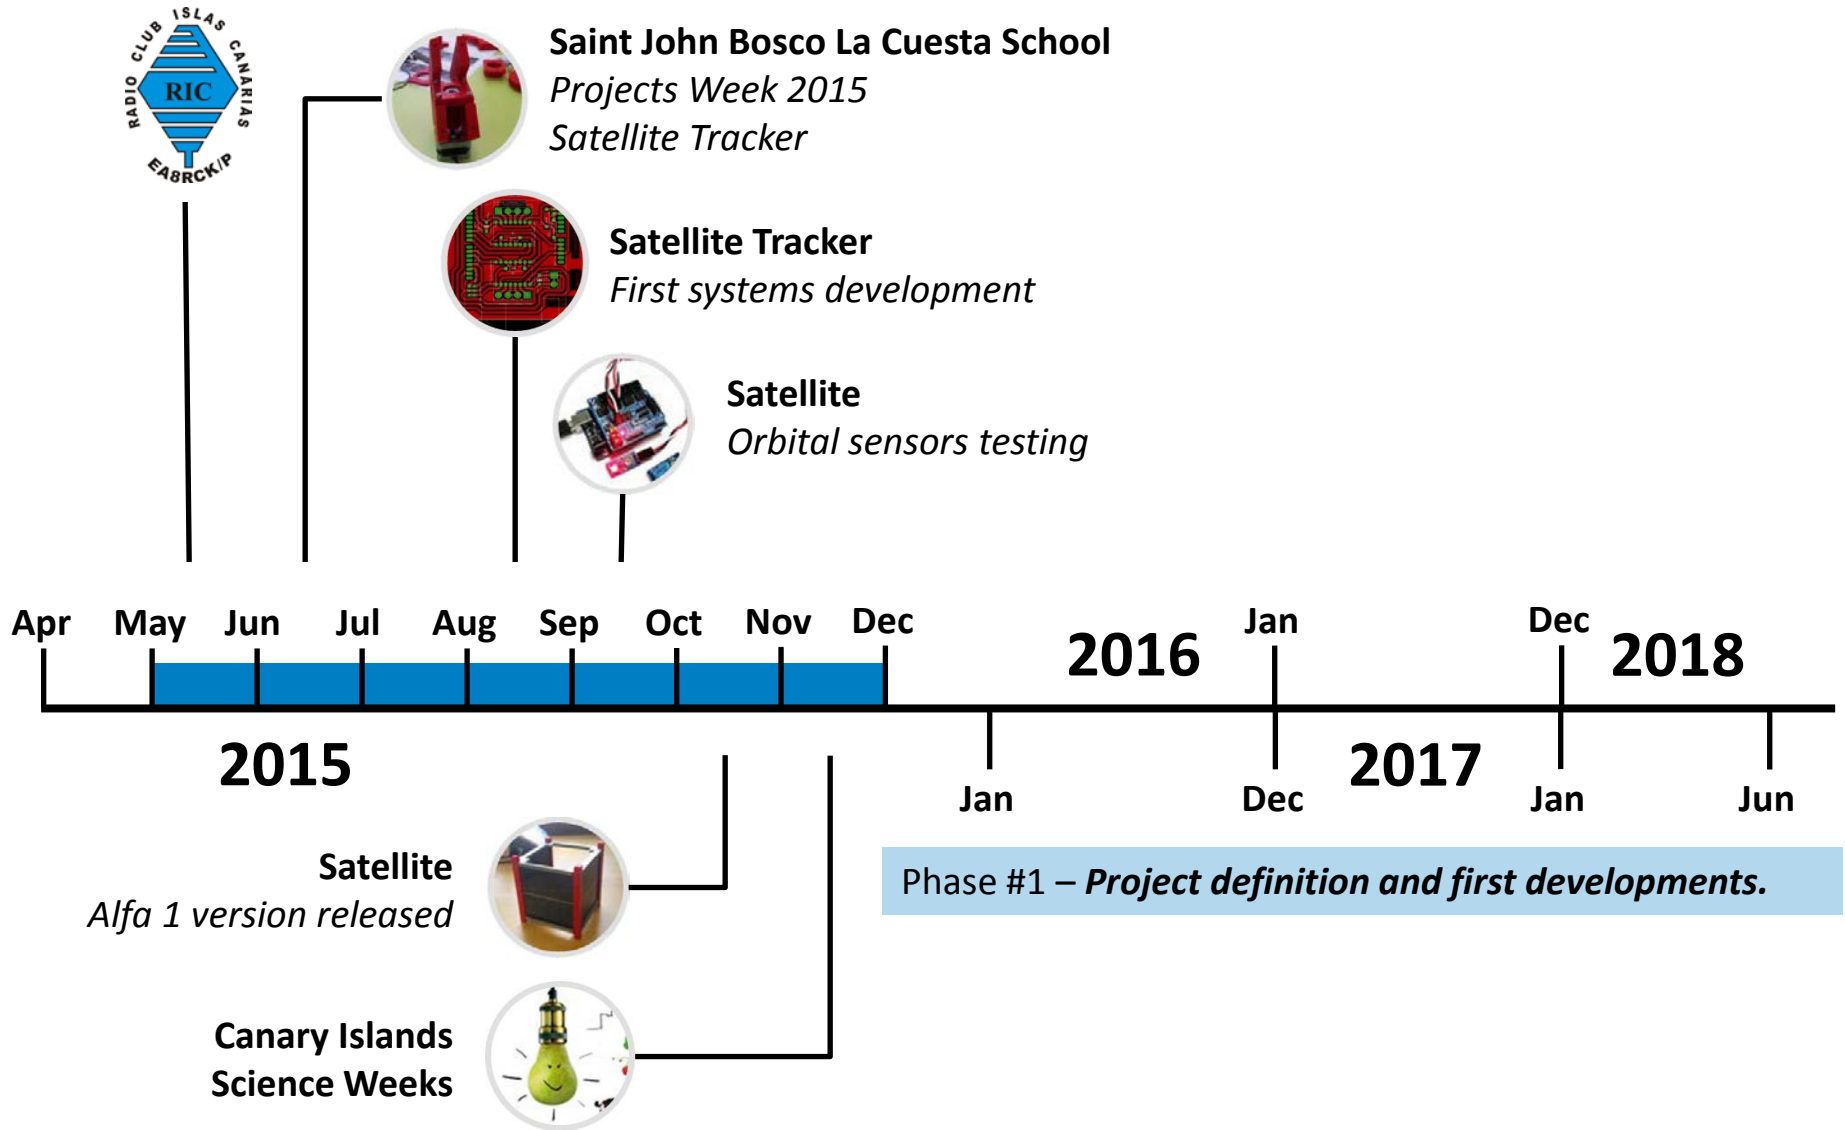 RADIO CLUB ISLAS CANARIAS
RIC
EA8RCK/P
Saint John Bosco La Cuesta School
Projects Week 2015
Satellite Tracker
Satellite Tracker
First systems development
Satellite
Orbital sensors testing
Apr May Jun Jul Aug Sep Oct Nov Dec Jan Dec
2016 2018
2015 2017
Jan Dec Jan Jun
Satellite
Alfa 1 version released
Phase #1 – Project definition and first developments.
Canary Islands
Science Weeks